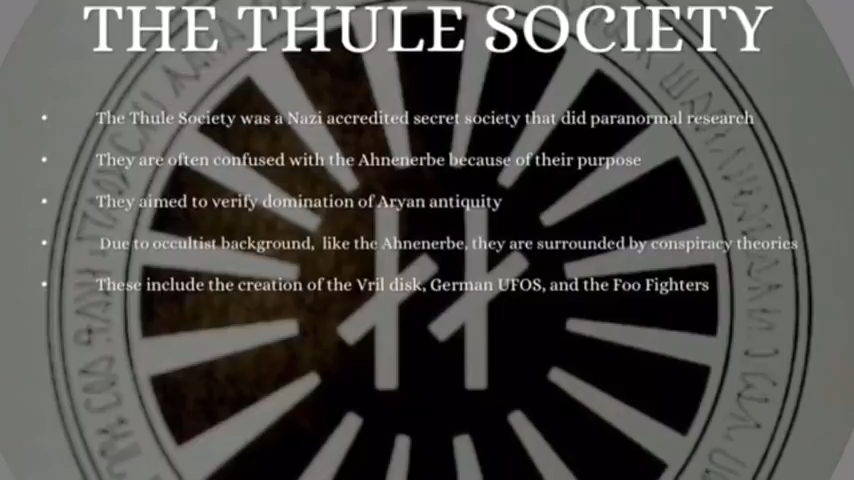 THE THULE SOCIETY
• The Thule Society was a Nazi accredited secret society that did paranormal research
• They are often confused with the Ahnenerbe because of their purpose
• They aimed to verify domination of Aryan antiquity
• Due to occultist background, like the Ahnenerbe, they are surrounded by conspiracy theories
• These include the creation of the Vril disk, German UFOS, and the Foo Fighters